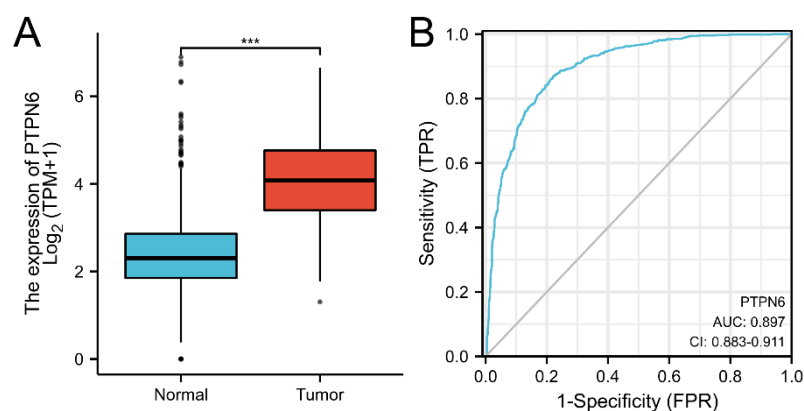 A
The expression of PTPN6
Log2 (TPM+1)
6
4
2
0
***
Normal
Tumor
B
Sensitivity (TPR)
1.0
0.8
0.6
0.4
0.2
0.0
PTPN6
AUC: 0.897
CI: 0.883-0.911
0.0
0.2
0.4
0.6
0.8
1.0
1-Specificity (FPR)